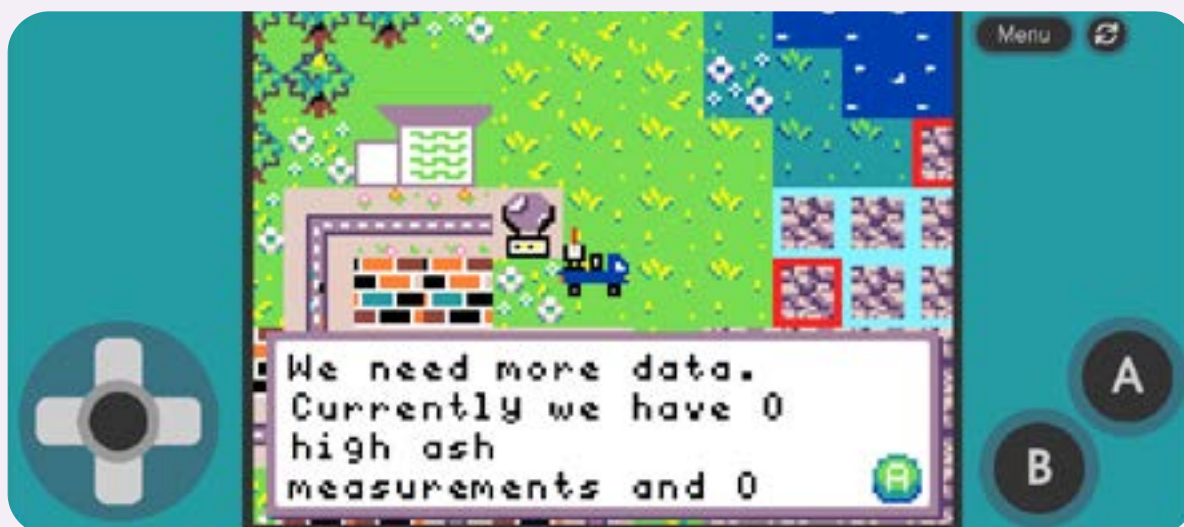 Menu
We need more data.
Currently we have 0
high ash
measurements and 0
A
A
B